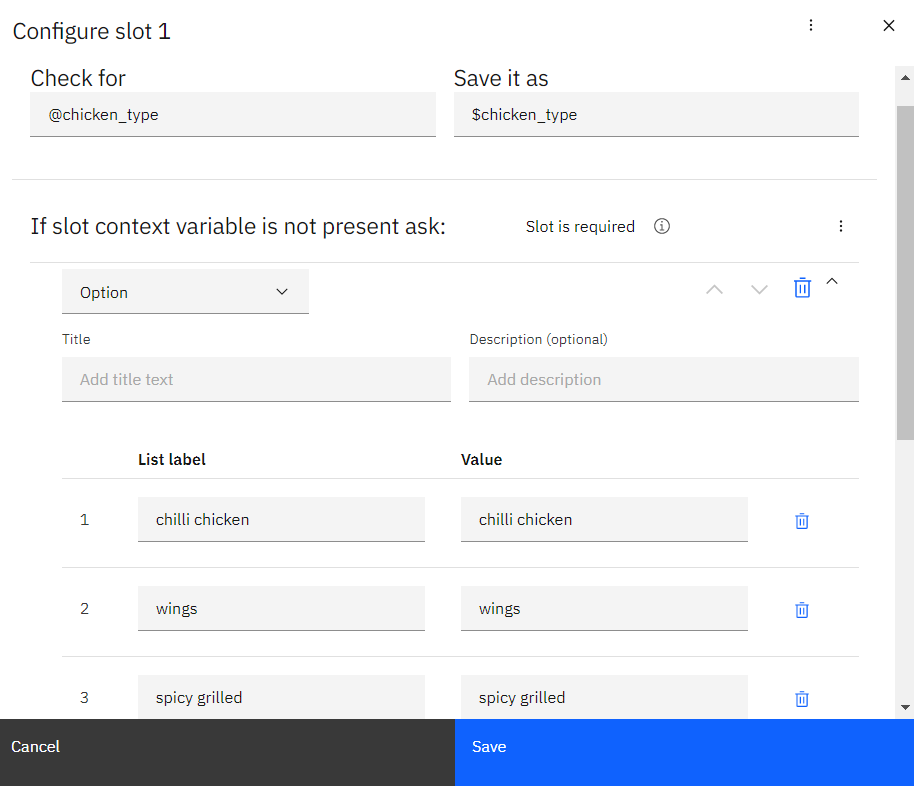 Configure slot 1
Check for
Save it as
@chicken_type
$chicken_type
If slot context variable is not present ask:
Slot is required
Option
Title
Description (optional)
Add title text
Add description
List label
Value
1
chilli chicken
chilli chicken
2
wings
wings
3
spicy grilled
spicy grilled
Cancel
Save